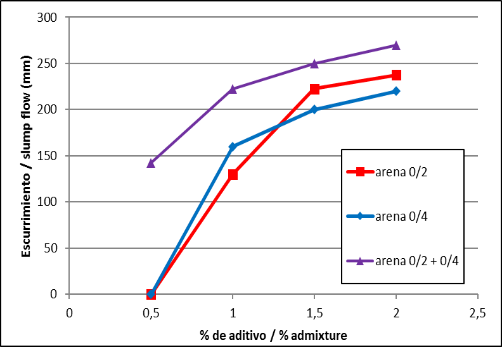 300
250
200
150
100
50
0
Escurrimiento / slump flow (mm)
arena 0/2
arena 0/4
arena 0/2 + 0/4
0
0,5
1
1,5
2
2,5
% de aditivo / % admixture